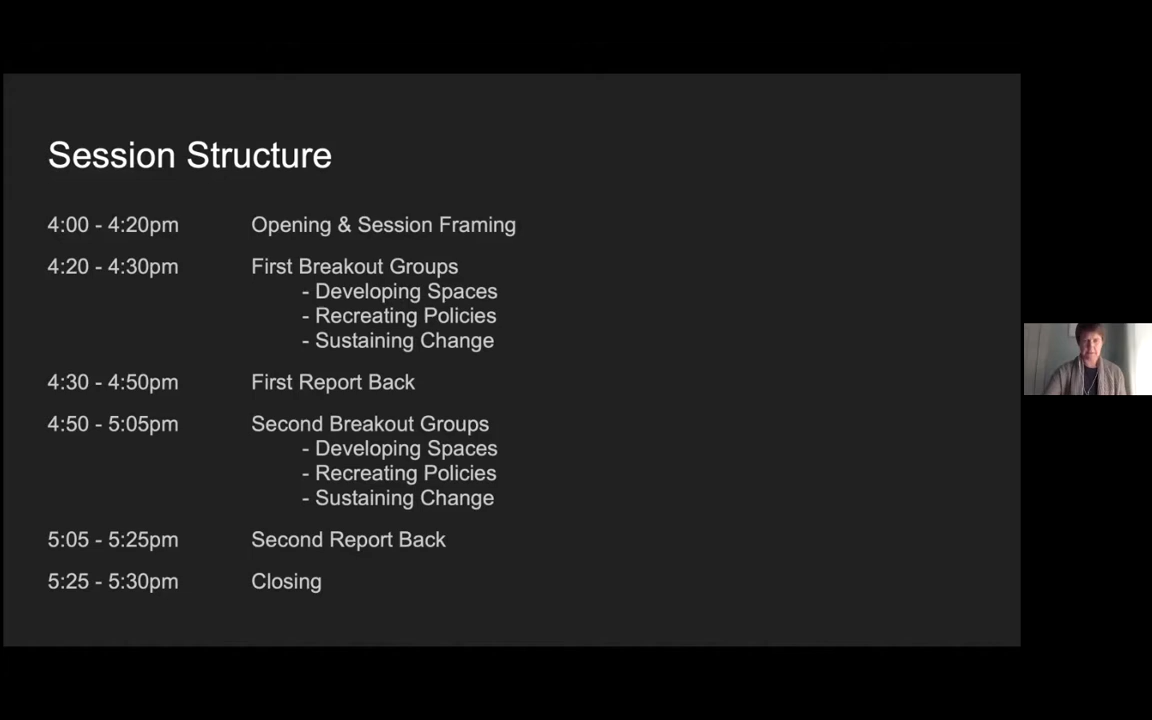 Session Structure
4:00 - 4:20pm Opening & Session Framing
4:20 - 4:30pm First Breakout Groups
- Developing Spaces
- Recreating Policies
- Sustaining Change
4:30 - 4:50pm First Report Back
4:50 - 5:05pm Second Breakout Groups
- Developing Spaces
- Recreating Policies
- Sustaining Change
5:05 - 5:25pm Second Report Back
5:25 - 5:30pm Closing